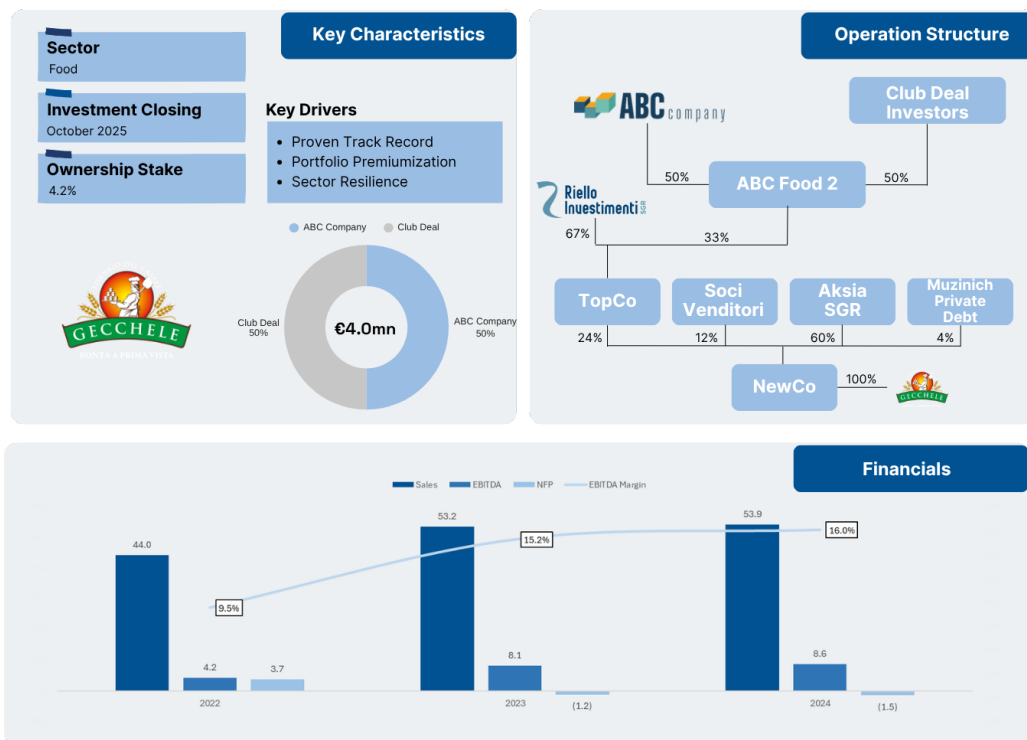 Key Characteristics
Sector
Food
Investment Closing
October 2025
Ownership Stake
4.2%
Key Drivers
• Proven Track Record
• Portfolio Premiumization
• Sector Resilience
ABC Company
Club Deal
GECCHELE
BONTÀ A PRIMA VISTA
Club Deal
50%
€4.0mn
ABC Company
50%
Operation Structure
ABC company
Club Deal
Investors
50%
ABC Food 2
50%
Riello
Investimenti SGR
67%
33%
TopCo
Soci
Venditori
Aksia
SGR
Muzinich
Private
Debt
24%
12%
60%
4%
NewCo
100%
GECCHELE
Financials
Sales
EBITDA
NFP
EBITDA Margin
44.0
9.5%
4.2
3.7
2022
53.2
15.2%
8.1
(1.2)
2023
53.9
16.0%
8.6
(1.5)
2024